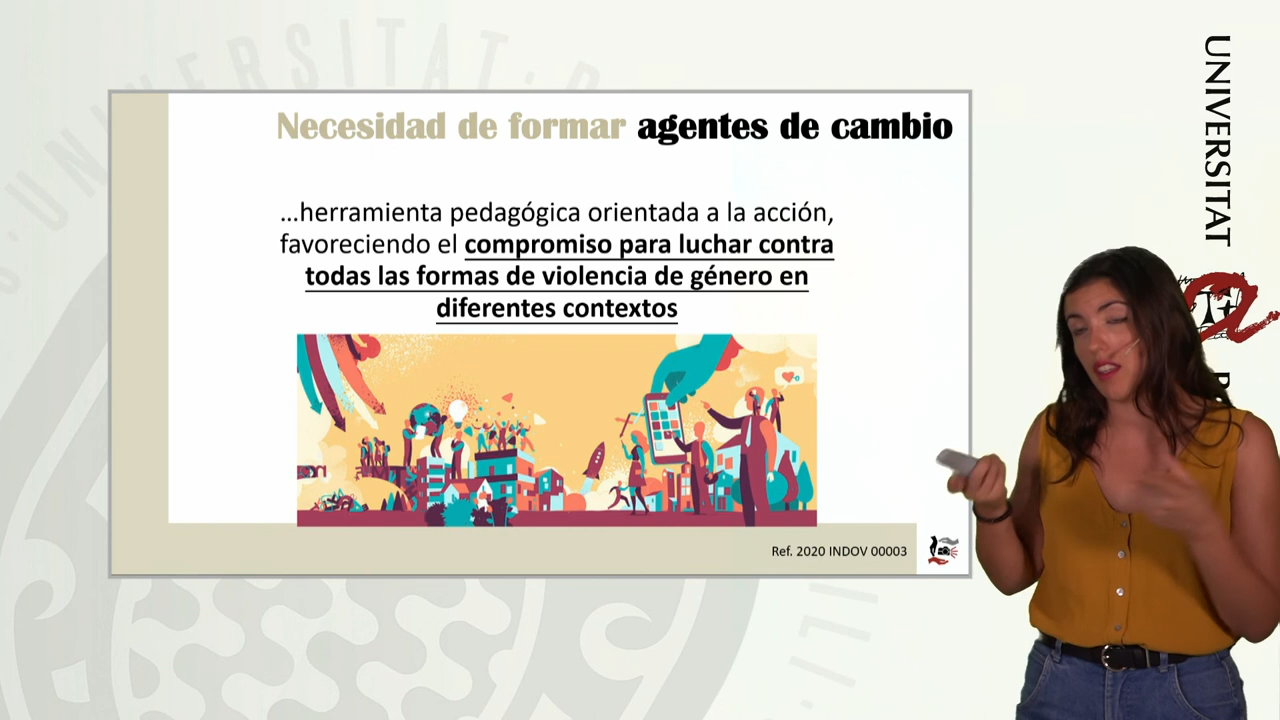 Necesidad de formar agentes de cambio
...herramienta pedagógica orientada a la acción,
favoreciendo el compromiso para luchar contra
todas las formas de violencia de género en
diferentes contextos
Ref. 2020 INDOV 00003
UNIVERSITAT